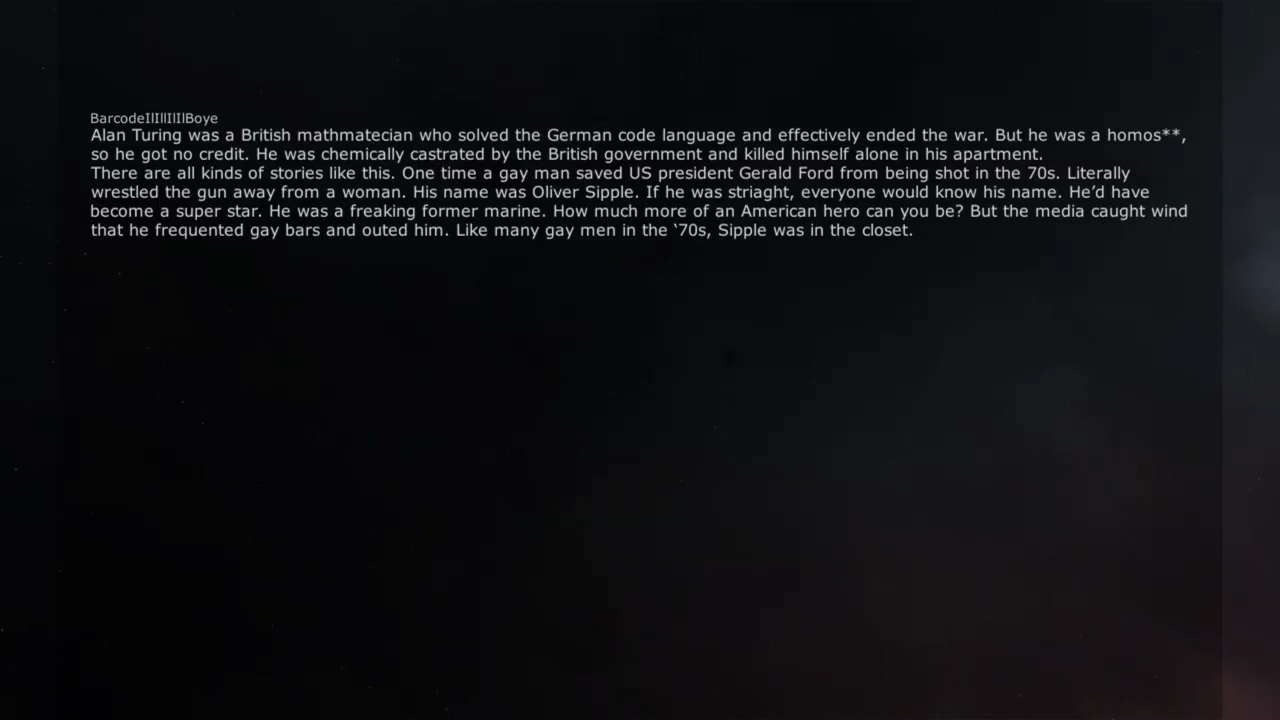 BarcodeIlIllIlIlBoye
Alan Turing was a British mathmatecian who solved the German code language and effectively ended the war. But he was a homos**,
so he got no credit. He was chemically castrated by the British government and killed himself alone in his apartment.
There are all kinds of stories like this. One time a gay man saved US president Gerald Ford from being shot in the 70s. Literally
wrestled the gun away from a woman. His name was Oliver Sipple. If he was striaght, everyone would know his name. He’d have
become a super star. He was a freaking former marine. How much more of an American hero can you be? But the media caught wind
that he frequented gay bars and outed him. Like many gay men in the ‘70s, Sipple was in the closet.